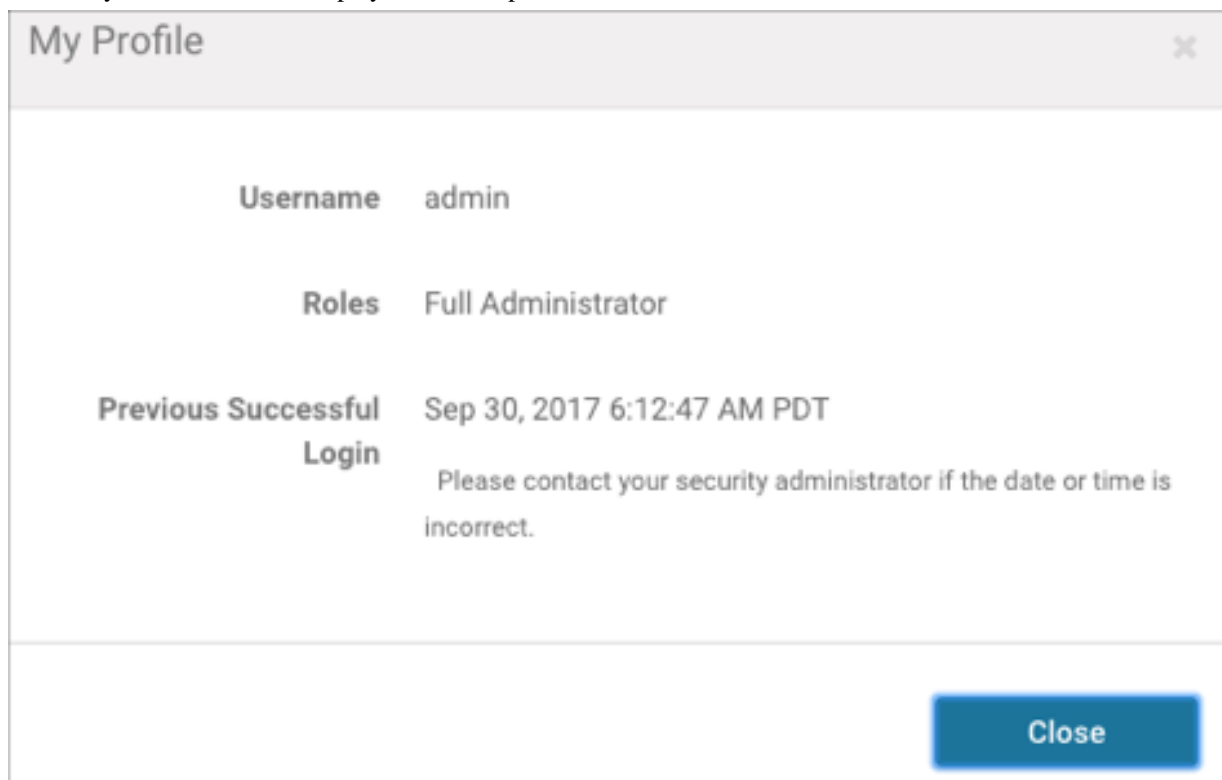 My Profile
Username admin
Roles Full Administrator
Previous Successful Sep 30, 2017 6:12:47 AM PDT
Login
Please contact your security administrator if the date or time is
incorrect.
Close